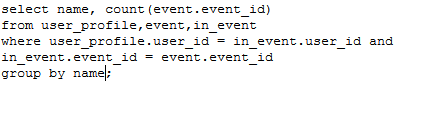 select name, count(event.event_id)
from user_profile,event,in_event
where user_profile.user_id = in_event.user_id and
in_event.event_id = event.event_id
group by name;